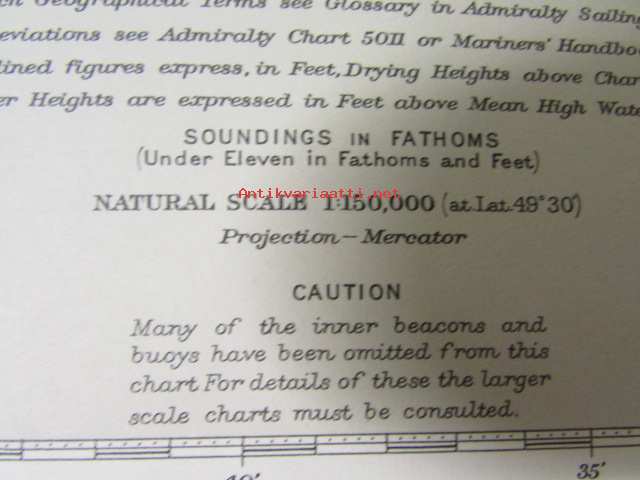 Geographical Terms see Glossary in Admiralty Sailing
see Admiralty Chart 5011 or Mariners' Handbo
lined figures express, in Feet, Drying Heights above Char
er Heights are expressed in Feet above Mean High Wate
SOUNDINGS IN FATHOMS
(Under Eleven in Fathoms and Feet)
Antikvariaatti.net
NATURAL SCALE 1:150,000 (at Lat. 49°30')
Projection – Mercator
CAUTION
Many of the inner beacons and
buoys have been omitted from this
chart For details of these the larger
scale charts must be consulted.
40' 35'